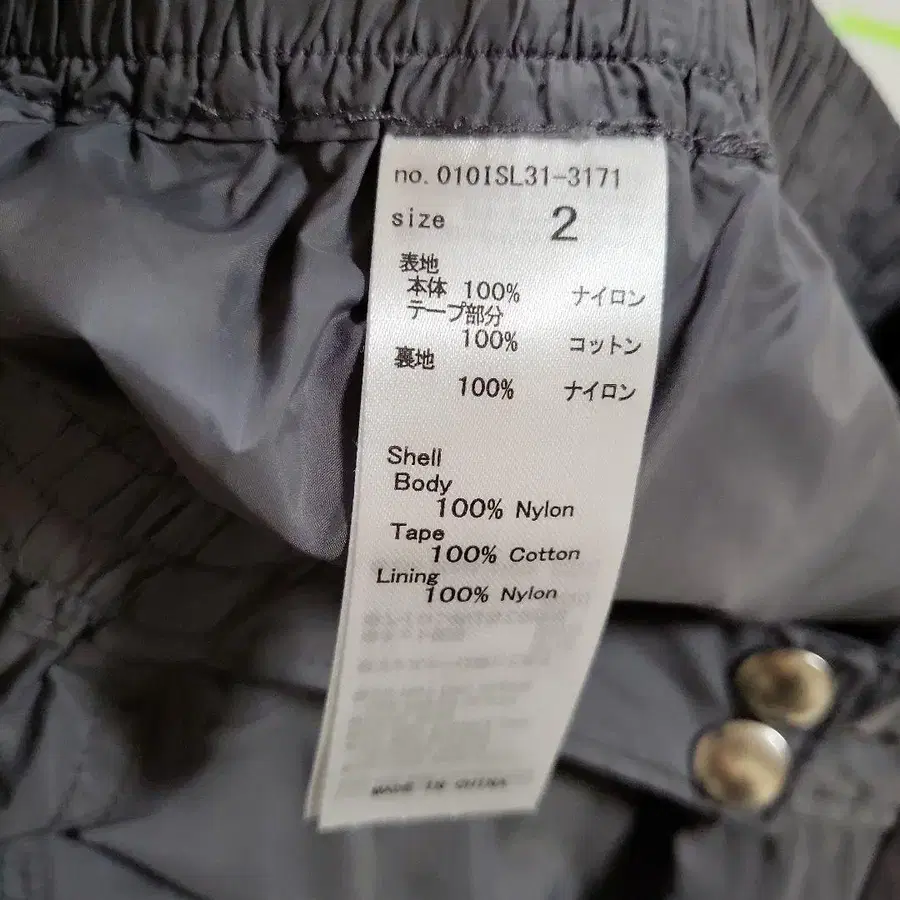 no. 010ISL31-3171
size 2
表地
本体 100% ナイロン
テープ部分
100% コットン
裏地
100% ナイロン
Shell
Body
100% Nylon
Tape
100% Cotton
Lining
100% Nylon
MADE IN CHINA